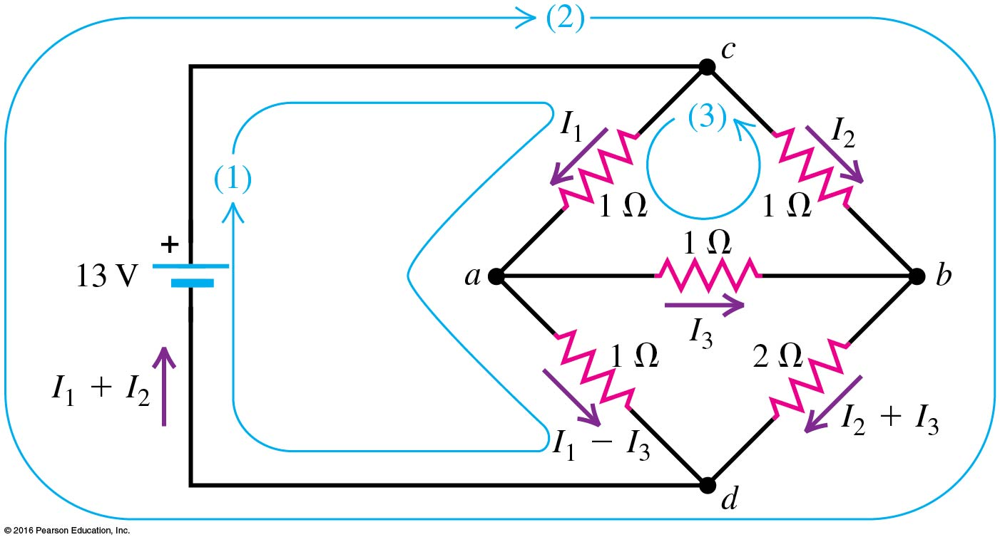 (2)
c
(3)
I₁
I₂
(1)
1 Ω
1 Ω
+
1 Ω
13 V
a
b
I₃
1 Ω
2 Ω
I₁ + I₂
I₂ + I₃
I₁ − I₃
d
© 2016 Pearson Education, Inc.